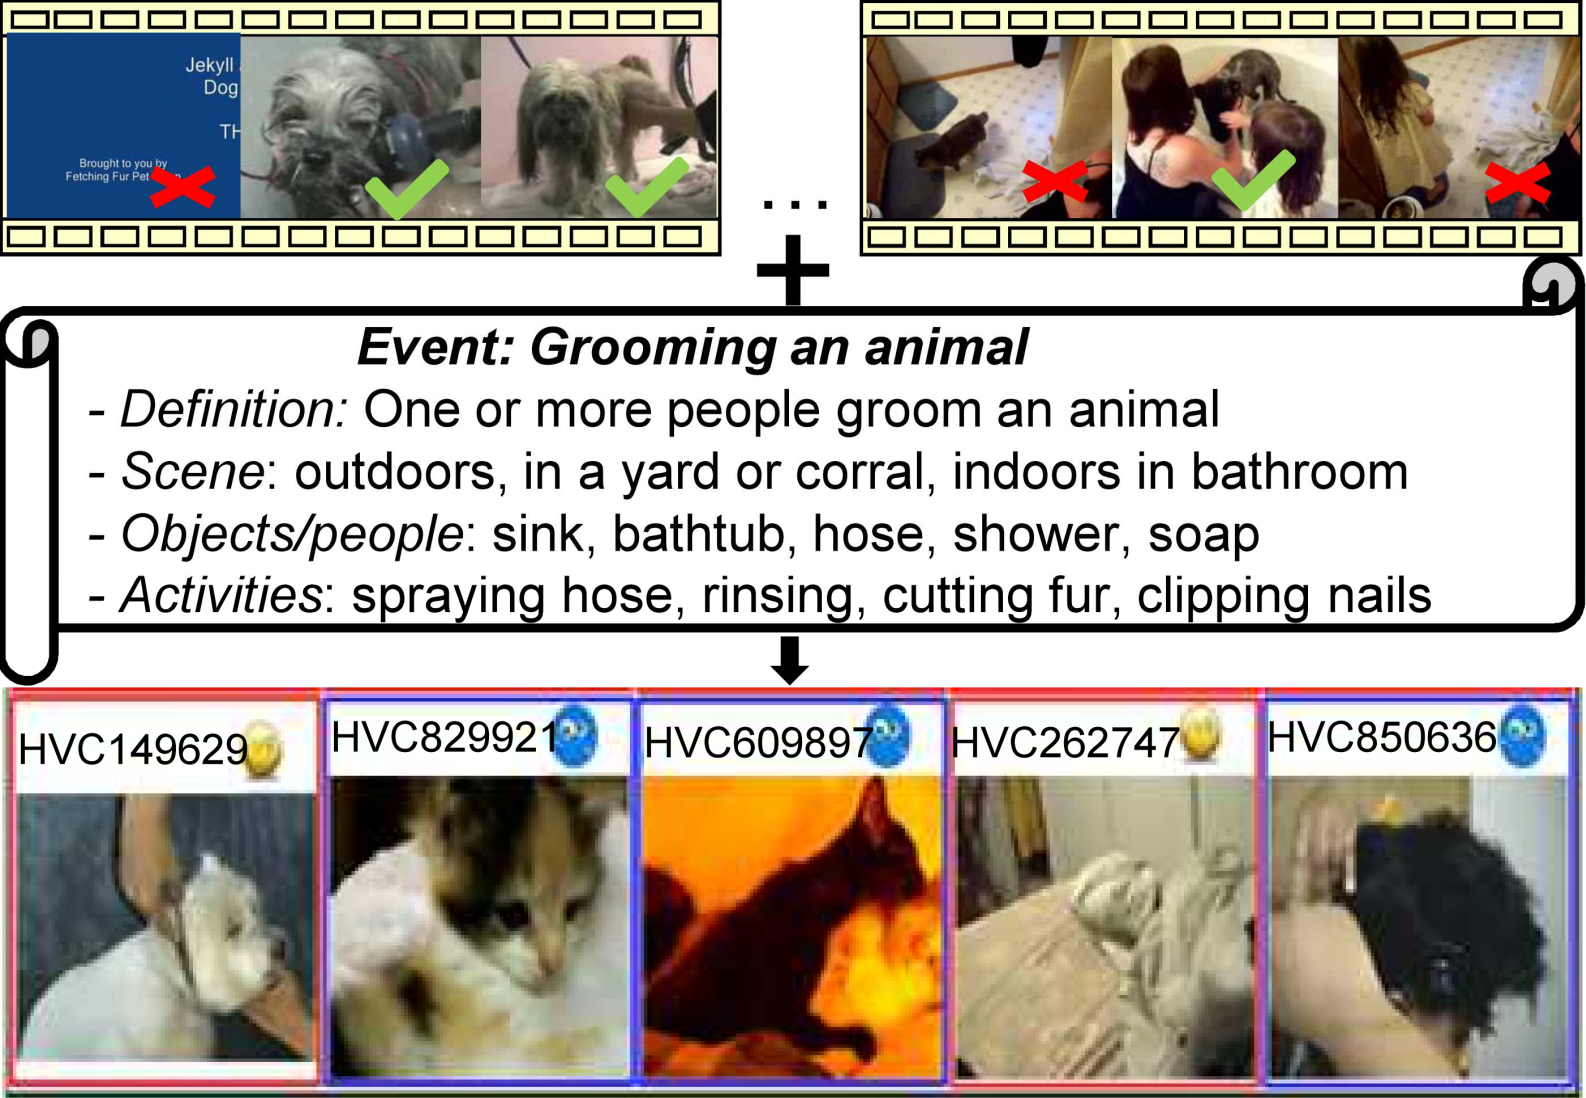 Jekyll
Dog
TH
Brought to you by
Fetching Fur Pet
...
+
Event: Grooming an animal
- Definition: One or more people groom an animal
- Scene: outdoors, in a yard or corral, indoors in bathroom
- Objects/people: sink, bathtub, hose, shower, soap
- Activities: spraying hose, rinsing, cutting fur, clipping nails
HVC149629
HVC829921
HVC609897
HVC262747
HVC850636